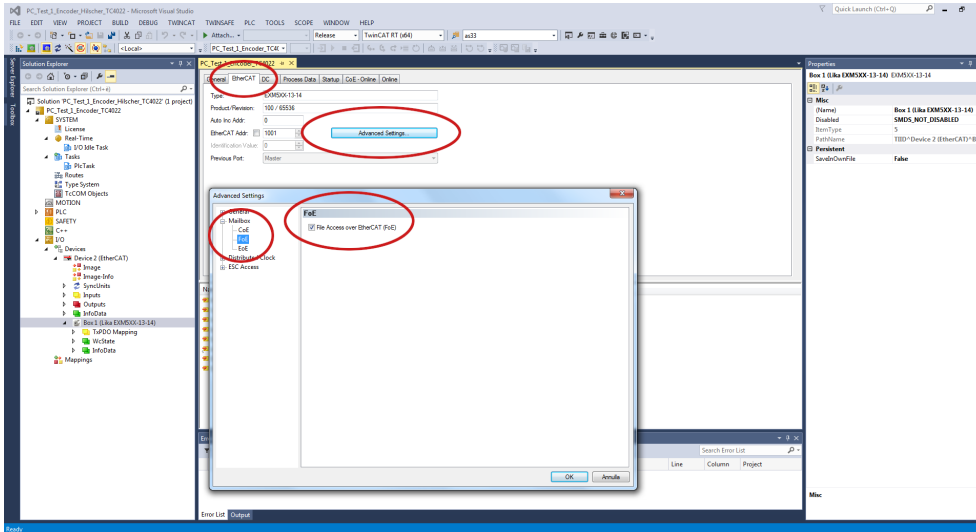 PC_Test_1_Encoder_Hilscher_TC4022 - Microsoft Visual Studio
Quick Launch (Ctrl+Q)
FILE EDIT VIEW PROJECT BUILD DEBUG TWINCAT TWINSAFE PLC TOOLS SCOPE WINDOW HELP
Attach... Release TwinCAT RT (x64) as33
<Local> PC_Test_1_Encoder_TC4(
Server Explorer
Toolbox
Solution Explorer
Search Solution Explorer (Ctrl+è)
Solution 'PC_Test_1_Encoder_Hilscher_TC4022' (1 project)
PC_Test_1_Encoder_TC4022
SYSTEM
License
Real-Time
I/O Idle Task
Tasks
PlcTask
Routes
Type System
TcCOM Objects
MOTION
PLC
SAFETY
C++
I/O
Devices
Device 2 (EtherCAT)
Image
Image-Info
SyncUnits
Inputs
Outputs
InfoData
Box 1 (Lika EXM5XX-13-14)
TxPDO Mapping
WcState
InfoData
Mappings
PC_Test_1_Encoder_TC4022
General EtherCAT DC Process Data Startup CoE - Online Online
Type: EXM5XX-13-14
Product/Revision: 100 / 65536
Auto Inc Addr: 0
EtherCAT Addr: 1001 Advanced Settings...
Identification Value: 0
Previous Port: Master
Advanced Settings
General
Mailbox
CoE
FoE
EoE
Distributed Clock
ESC Access
FoE
File Access over EtherCAT (FoE)
OK Annulla
Search Error List
Line Column Project
Error List Output
Properties
Box 1 (Lika EXM5XX-13-14) EXM5XX-13-14
Misc
(Name) Box 1 (Lika EXM5XX-13-14)
Disabled SMDS_NOT_DISABLED
ItemType 5
PathName TIID^Device 2 (EtherCAT)^B
Persistent
SaveInOwnFile False
Misc
Ready